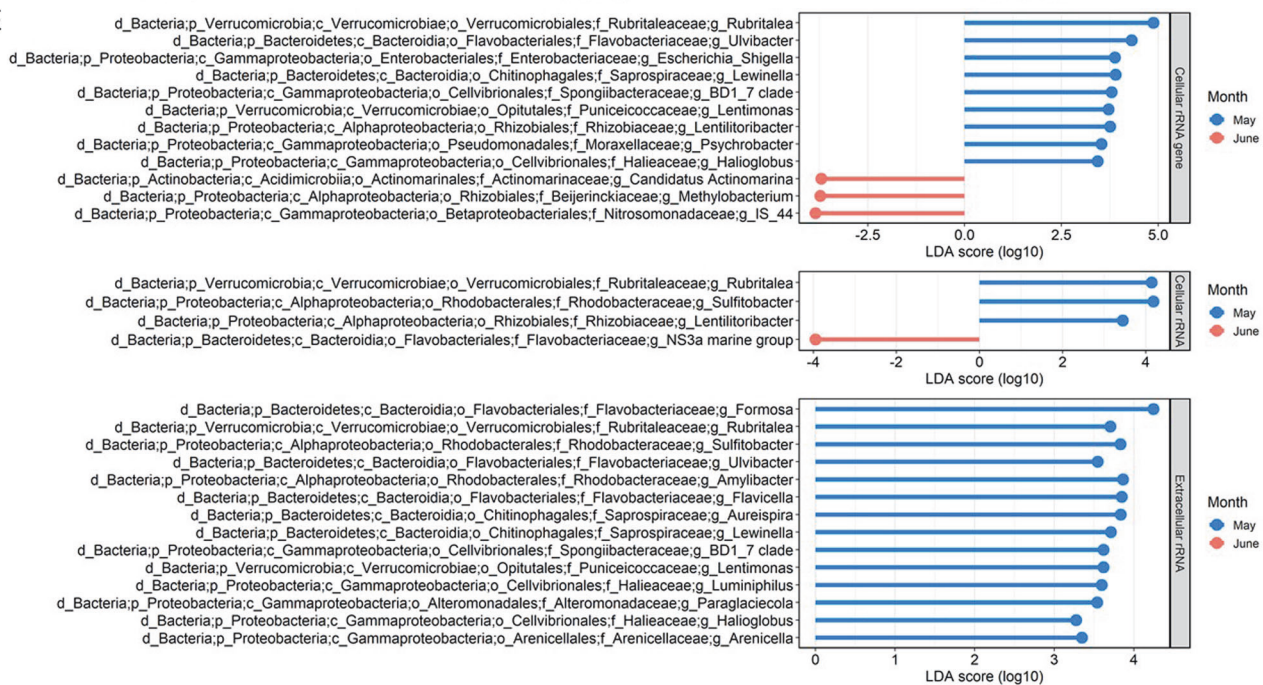 d_Bacteria;p_Verrucomicrobia;c_Verrucomicrobiae;o_Verrucomicrobiales;f_Rubritaleaceae;g_Rubritalea
d_Bacteria;p_Bacteroidetes;c_Bacteroidia;o_Flavobacteriales;f_Flavobacteriaceae;g_Ulvibacter
d_Bacteria;p_Proteobacteria;c_Gammaproteobacteria;o_Enterobacteriales;f_Enterobacteriaceae;g_Escherichia_Shigella
d_Bacteria;p_Bacteroidetes;c_Bacteroidia;o_Chitinophagales;f_Saprospiraceae;g_Lewinella
d_Bacteria;p_Proteobacteria;c_Gammaproteobacteria;o_Cellvibrionales;f_Spongiibacteraceae;g_BD1_7 clade
d_Bacteria;p_Verrucomicrobia;c_Verrucomicrobiae;o_Opitutales;f_Puniceicoccaceae;g_Lentimonas
d_Bacteria;p_Proteobacteria;c_Alphaproteobacteria;o_Rhizobiales;f_Rhizobiaceae;g_Lentilitoribacter
d_Bacteria;p_Proteobacteria;c_Gammaproteobacteria;o_Pseudomonadales;f_Moraxellaceae;g_Psychrobacter
d_Bacteria;p_Proteobacteria;c_Gammaproteobacteria;o_Cellvibrionales;f_Halieaceae;g_Halioglobus
d_Bacteria;p_Actinobacteria;c_Acidimicrobiia;o_Actinomarinales;f_Actinomarinaceae;g_Candidatus Actinomarina
d_Bacteria;p_Proteobacteria;c_Alphaproteobacteria;o_Rhizobiales;f_Beijerinckiaceae;g_Methylobacterium
d_Bacteria;p_Proteobacteria;c_Gammaproteobacteria;o_Betaproteobacteriales;f_Nitrosomonadaceae;g_IS_44
-2.5 0.0 2.5 5.0
LDA score (log10)
Cellular rRNA gene
Month
May
June
d_Bacteria;p_Verrucomicrobia;c_Verrucomicrobiae;o_Verrucomicrobiales;f_Rubritaleaceae;g_Rubritalea
d_Bacteria;p_Proteobacteria;c_Alphaproteobacteria;o_Rhodobacterales;f_Rhodobacteraceae;g_Sulfitobacter
d_Bacteria;p_Proteobacteria;c_Alphaproteobacteria;o_Rhizobiales;f_Rhizobiaceae;g_Lentilitoribacter
d_Bacteria;p_Bacteroidetes;c_Bacteroidia;o_Flavobacteriales;f_Flavobacteriaceae;g_NS3a marine group
-4 -2 0 2 4
LDA score (log10)
Cellular rRNA
Month
May
June
d_Bacteria;p_Bacteroidetes;c_Bacteroidia;o_Flavobacteriales;f_Flavobacteriaceae;g_Formosa
d_Bacteria;p_Verrucomicrobia;c_Verrucomicrobiae;o_Verrucomicrobiales;f_Rubritaleaceae;g_Rubritalea
d_Bacteria;p_Proteobacteria;c_Alphaproteobacteria;o_Rhodobacterales;f_Rhodobacteraceae;g_Sulfitobacter
d_Bacteria;p_Bacteroidetes;c_Bacteroidia;o_Flavobacteriales;f_Flavobacteriaceae;g_Ulvibacter
d_Bacteria;p_Proteobacteria;c_Alphaproteobacteria;o_Rhodobacterales;f_Rhodobacteraceae;g_Amylibacter
d_Bacteria;p_Bacteroidetes;c_Bacteroidia;o_Flavobacteriales;f_Flavobacteriaceae;g_Flavicella
d_Bacteria;p_Bacteroidetes;c_Bacteroidia;o_Chitinophagales;f_Saprospiraceae;g_Aureispira
d_Bacteria;p_Bacteroidetes;c_Bacteroidia;o_Chitinophagales;f_Saprospiraceae;g_Lewinella
d_Bacteria;p_Proteobacteria;c_Gammaproteobacteria;o_Cellvibrionales;f_Spongiibacteraceae;g_BD1_7 clade
d_Bacteria;p_Verrucomicrobia;c_Verrucomicrobiae;o_Opitutales;f_Puniceicoccaceae;g_Lentimonas
d_Bacteria;p_Proteobacteria;c_Gammaproteobacteria;o_Cellvibrionales;f_Halieaceae;g_Luminiphilus
d_Bacteria;p_Proteobacteria;c_Gammaproteobacteria;o_Alteromonadales;f_Alteromonadaceae;g_Paraglaciecola
d_Bacteria;p_Proteobacteria;c_Gammaproteobacteria;o_Cellvibrionales;f_Halieaceae;g_Halioglobus
d_Bacteria;p_Proteobacteria;c_Gammaproteobacteria;o_Arenicellales;f_Arenicellaceae;g_Arenicella
0 1 2 3 4
LDA score (log10)
Extracellular rRNA
Month
May
June